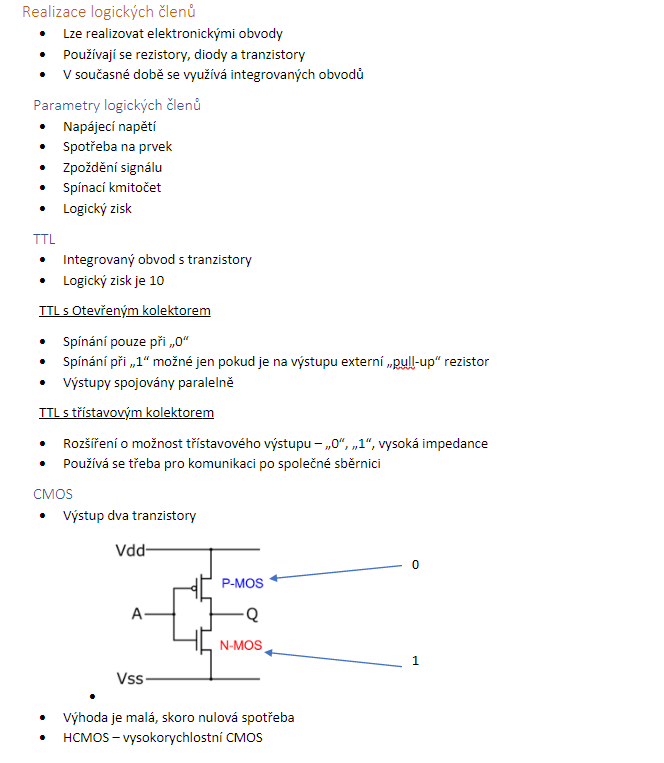 Realizace logických členů
• Lze realizovat elektronickými obvody
• Používají se rezistory, diody a tranzistory
• V současné době se využívá integrovaných obvodů
Parametry logických členů
• Napájecí napětí
• Spotřeba na prvek
• Zpoždění signálu
• Spínací kmitočet
• Logický zisk
TTL
• Integrovaný obvod s tranzistory
• Logický zisk je 10
TTL s Otevřeným kolektorem
• Spínání pouze při „0“
• Spínání při „1“ možné jen pokud je na výstupu externí „pull-up“ rezistor
• Výstupy spojovány paralelně
TTL s třístavovým kolektorem
• Rozšíření o možnost třístavového výstupu – „0“, „1“, vysoká impedance
• Používá se třeba pro komunikaci po společné sběrnici
CMOS
• Výstup dva tranzistory
Vdd
0
P-MOS
A
Q
N-MOS
1
Vss
•
• Výhoda je malá, skoro nulová spotřeba
• HCMOS – vysokorychlostní CMOS